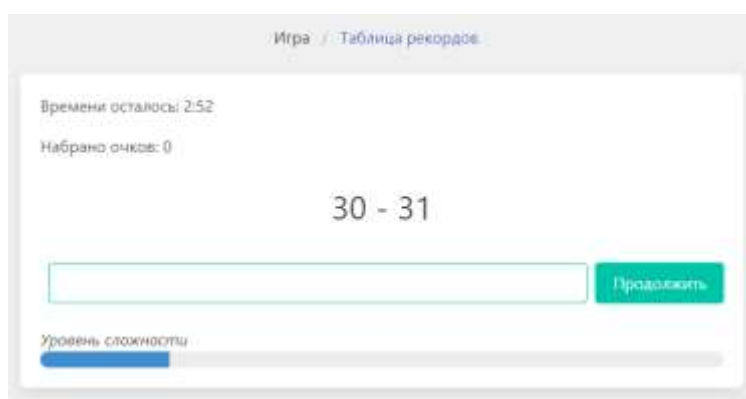 Игра / Таблица рекордов
Времени осталось: 2:52
Набрано очков: 0
30 - 31
Продолжить
Уровень сложности